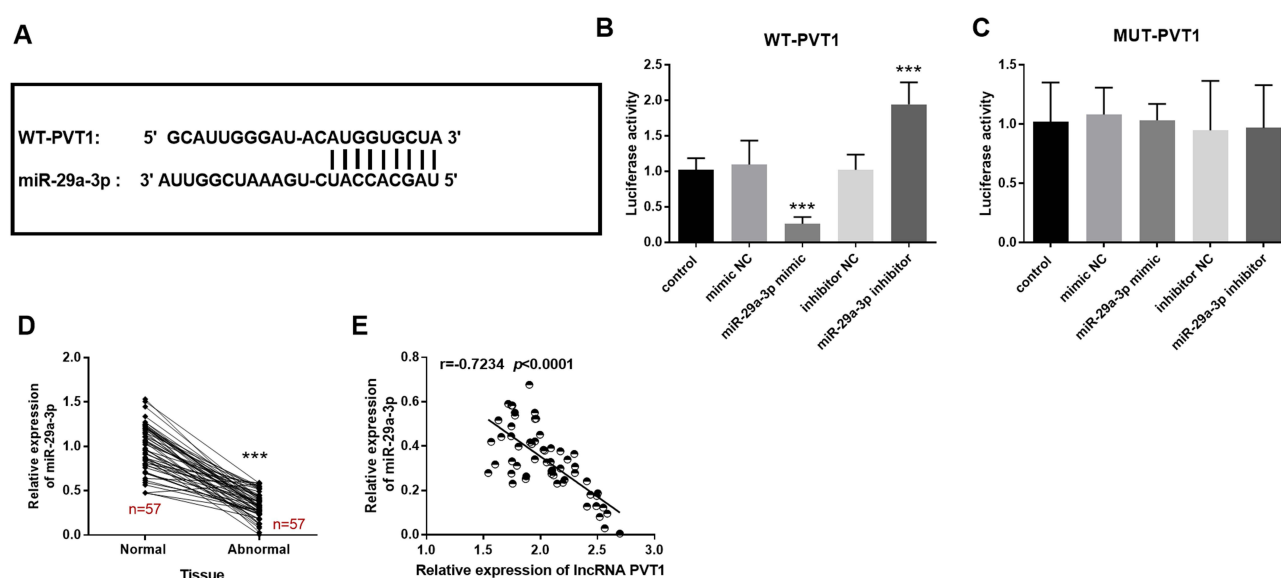 A
WT-PVT1: 5' GCAUUGGGAU-ACAUGGUGCUA 3'
miR-29a-3p : 3' AUUGGCUAAAGU-CUACCACGAU 5'
B
WT-PVT1
Luciferase activity
2.5
2.0
1.5
1.0
0.5
0.0
***
***
control
mimic NC
miR-29a-3p mimic
inhibitor NC
miR-29a-3p inhibitor
C
MUT-PVT1
Luciferase activity
1.5
1.0
0.5
0.0
control
mimic NC
miR-29a-3p mimic
inhibitor NC
miR-29a-3p inhibitor
D
Relative expression
of miR-29a-3p
2.0
1.5
1.0
0.5
0.0
***
n=57
n=57
Normal
Abnormal
Tissue
E
r=-0.7234 p<0.0001
Relative expression
of miR-29a-3p
0.8
0.6
0.4
0.2
0.0
1.0
1.5
2.0
2.5
3.0
Relative expression of lncRNA PVT1